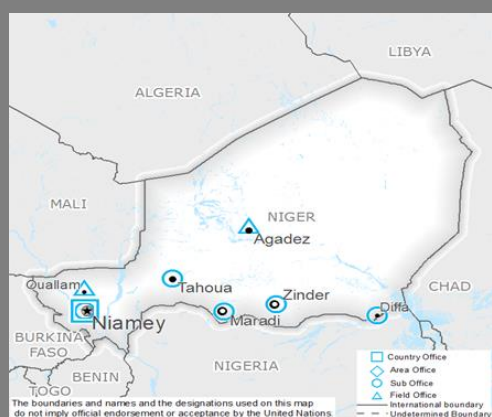 LIBYA
ALGERIA
MALI
NIGER
Agadez
CHAD
Tahoua
Ouallam
Zinder
Diffa
Maradi
Niamey
BURKINA
FASO
NIGERIA
BENIN
TOGO
Country Office
Area Office
Sub Office
Field Office
International boundary
Undetermined Boundary
The boundaries and names and the designations used on this map
do not imply official endorsement or acceptance by the United Nations.